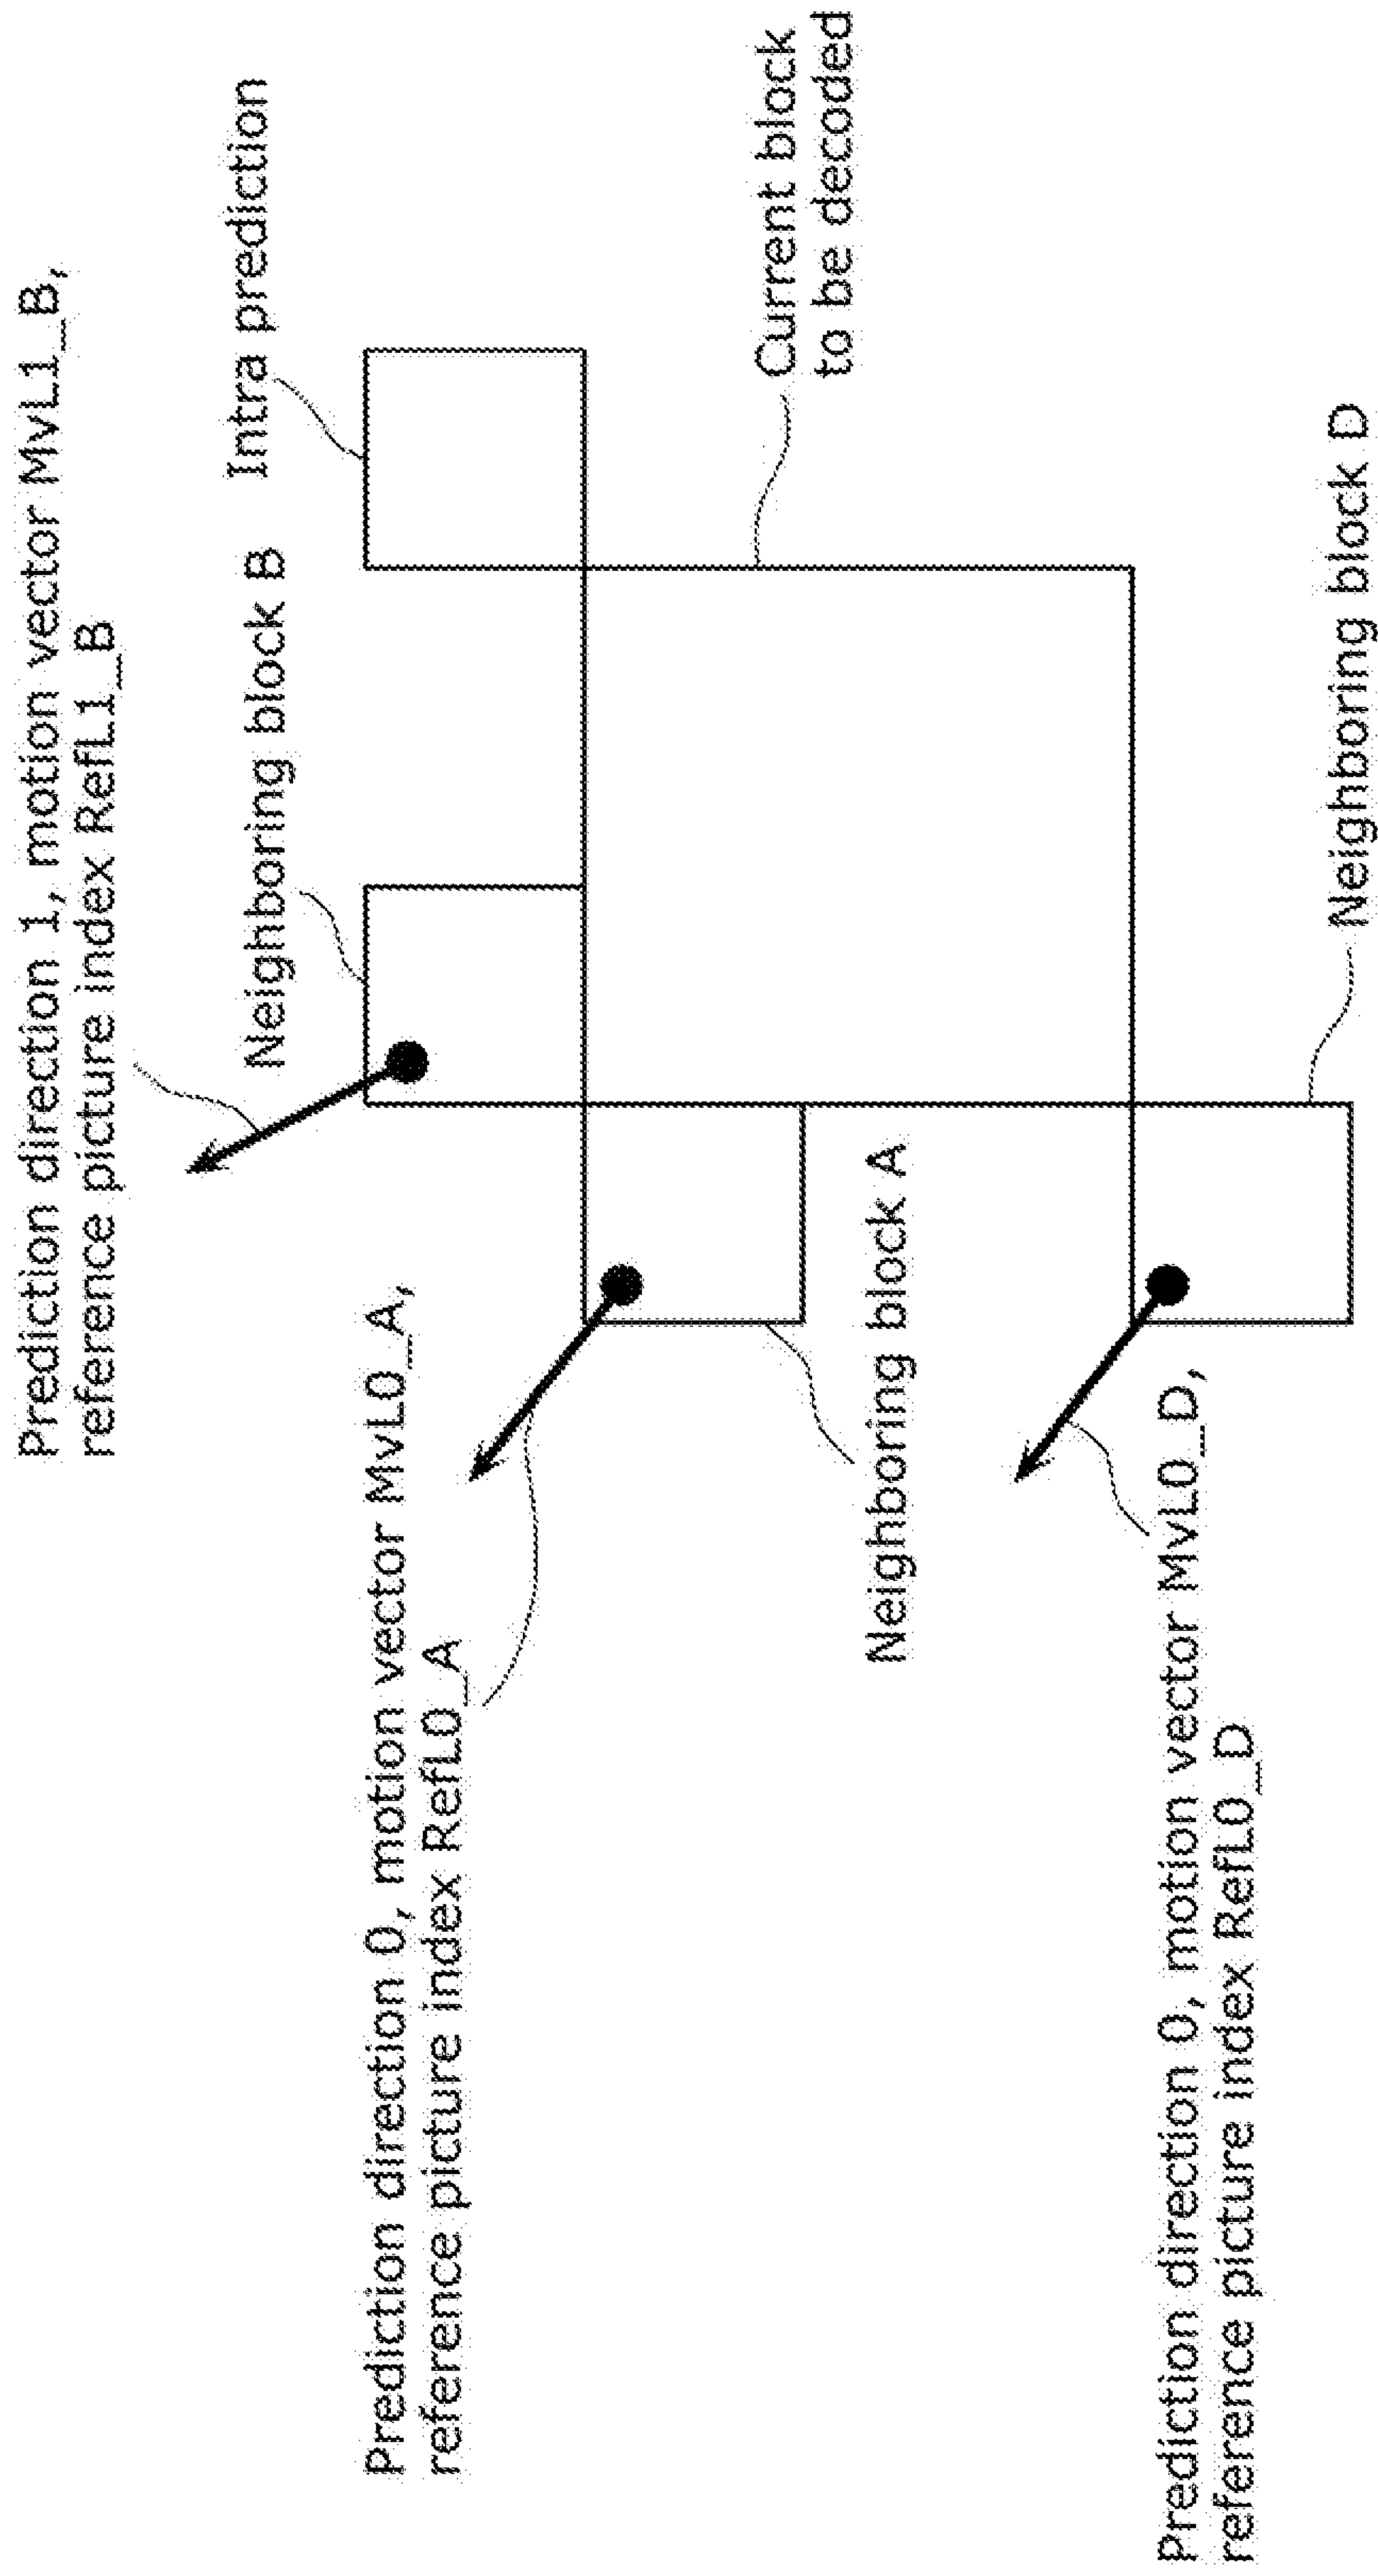 Prediction direction 1, motion vector MvL1_B,
reference picture index RefL1_B
Neighboring block B
Intra prediction
Prediction direction 0, motion vector MvL0_A,
reference picture index RefL0_A
Current block
to be decoded
Neighboring block A
Prediction direction 0, motion vector MvL0_D,
reference picture index RefL0_D
Neighboring block D